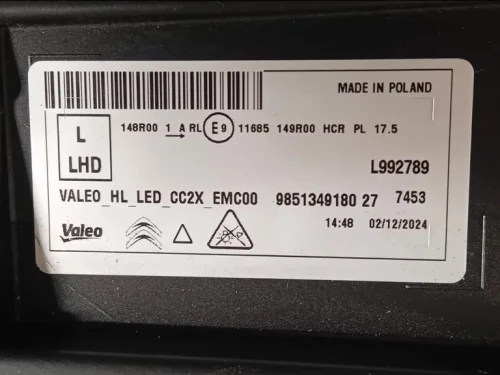 MADE IN POLAND
148R00 1 A RL E9 11685 149R00 HCR PL 17.5
L
LHD
L992789
VALEO_HL_LED_CC2X_EMC00 9851349180 27 7453
Valeo 14:48 02/12/2024